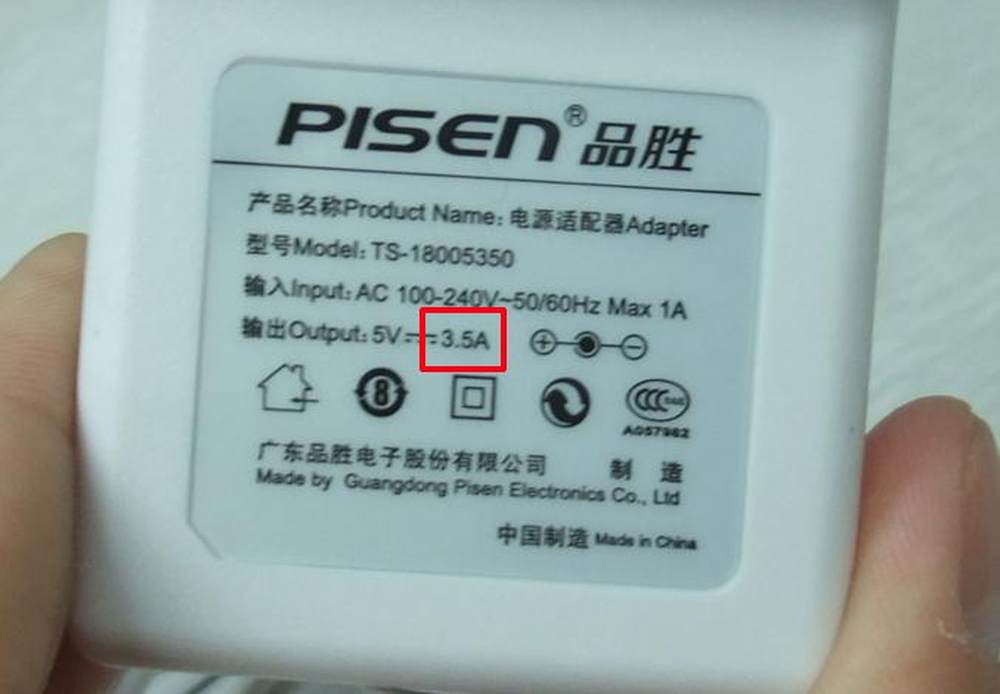 PISEN®品胜
产品名称Product Name: 电源适配器Adapter
型号Model: TS-18005350
输入Input: AC 100-240V~50/60Hz Max 1A
输出Output: 5V⎓3.5A
8
CCC S&E
A057982
广东品胜电子股份有限公司 制 造
Made by Guangdong Pisen Electronics Co., Ltd
中国制造 Made in China